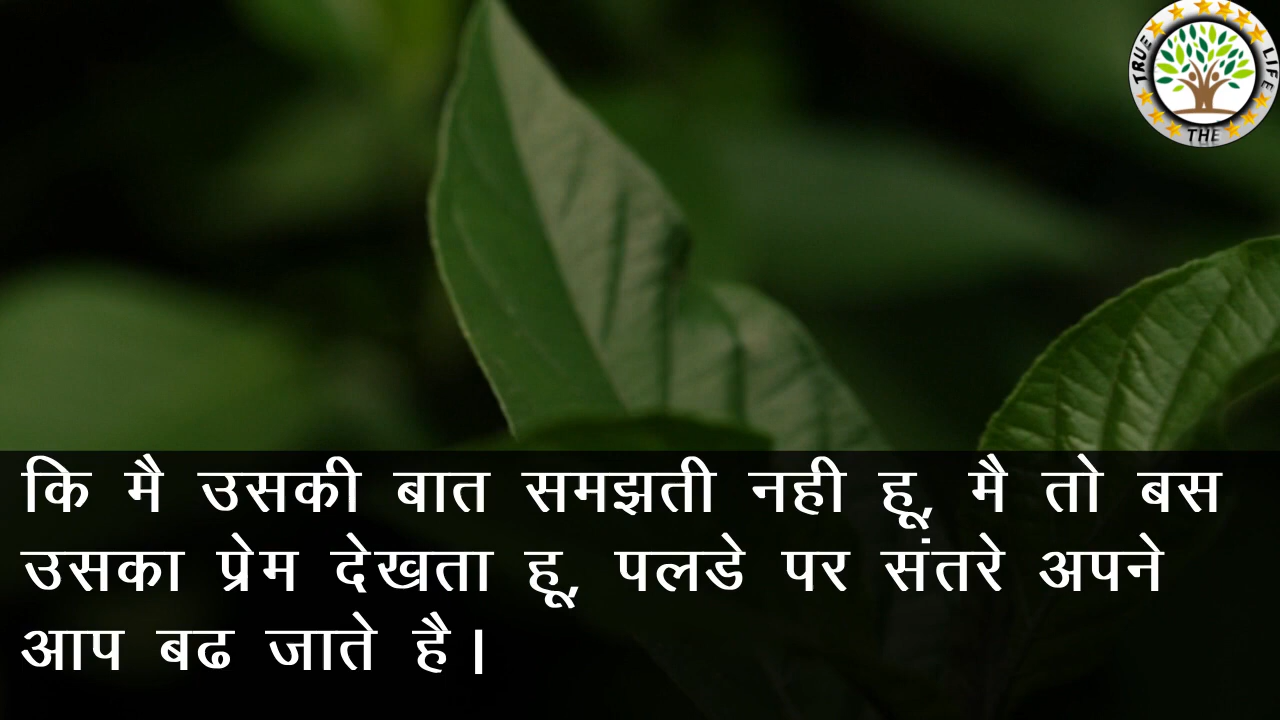 TRUE LIFE
THE
कि मै उसकी बात समझती नही हू, मै तो बस
उसका प्रेम देखता हू, पलडे पर संतरे अपने
आप बढ जाते है।